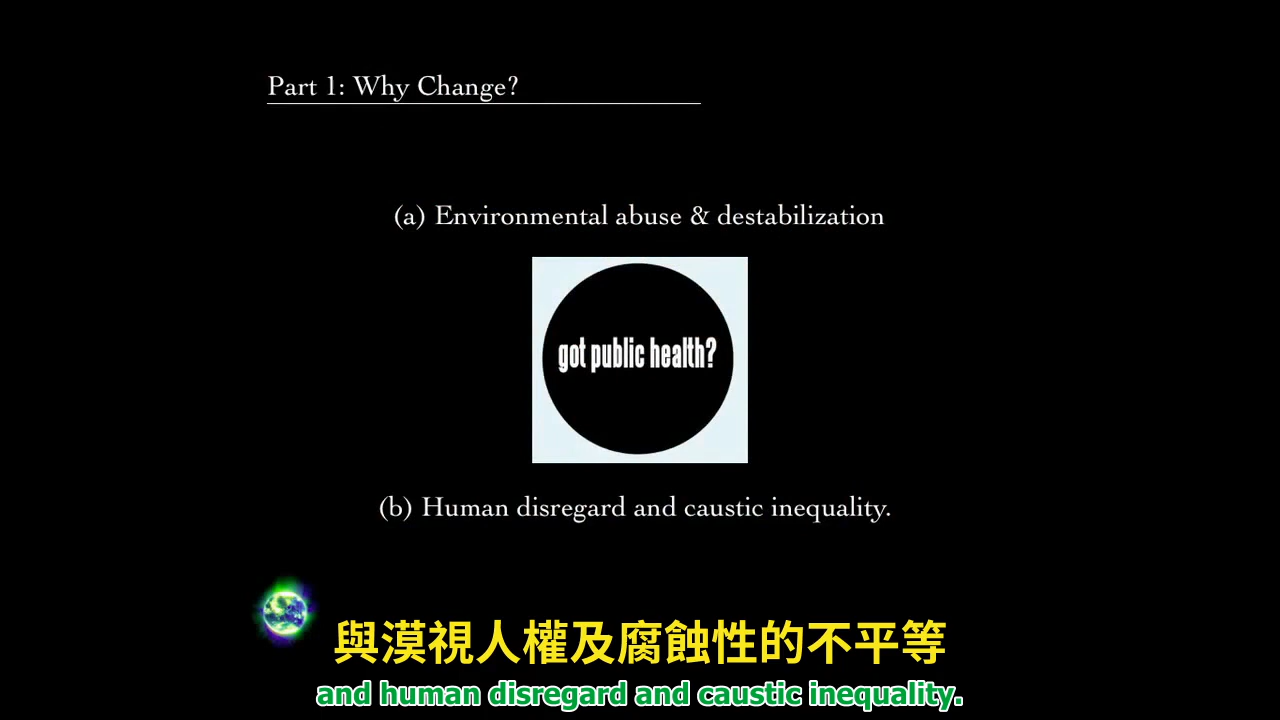 Part 1: Why Change?
(a) Environmental abuse & destabilization
got public health?
(b) Human disregard and caustic inequality.
與漠視人權及腐蝕性的不平等
and human disregard and caustic inequality.